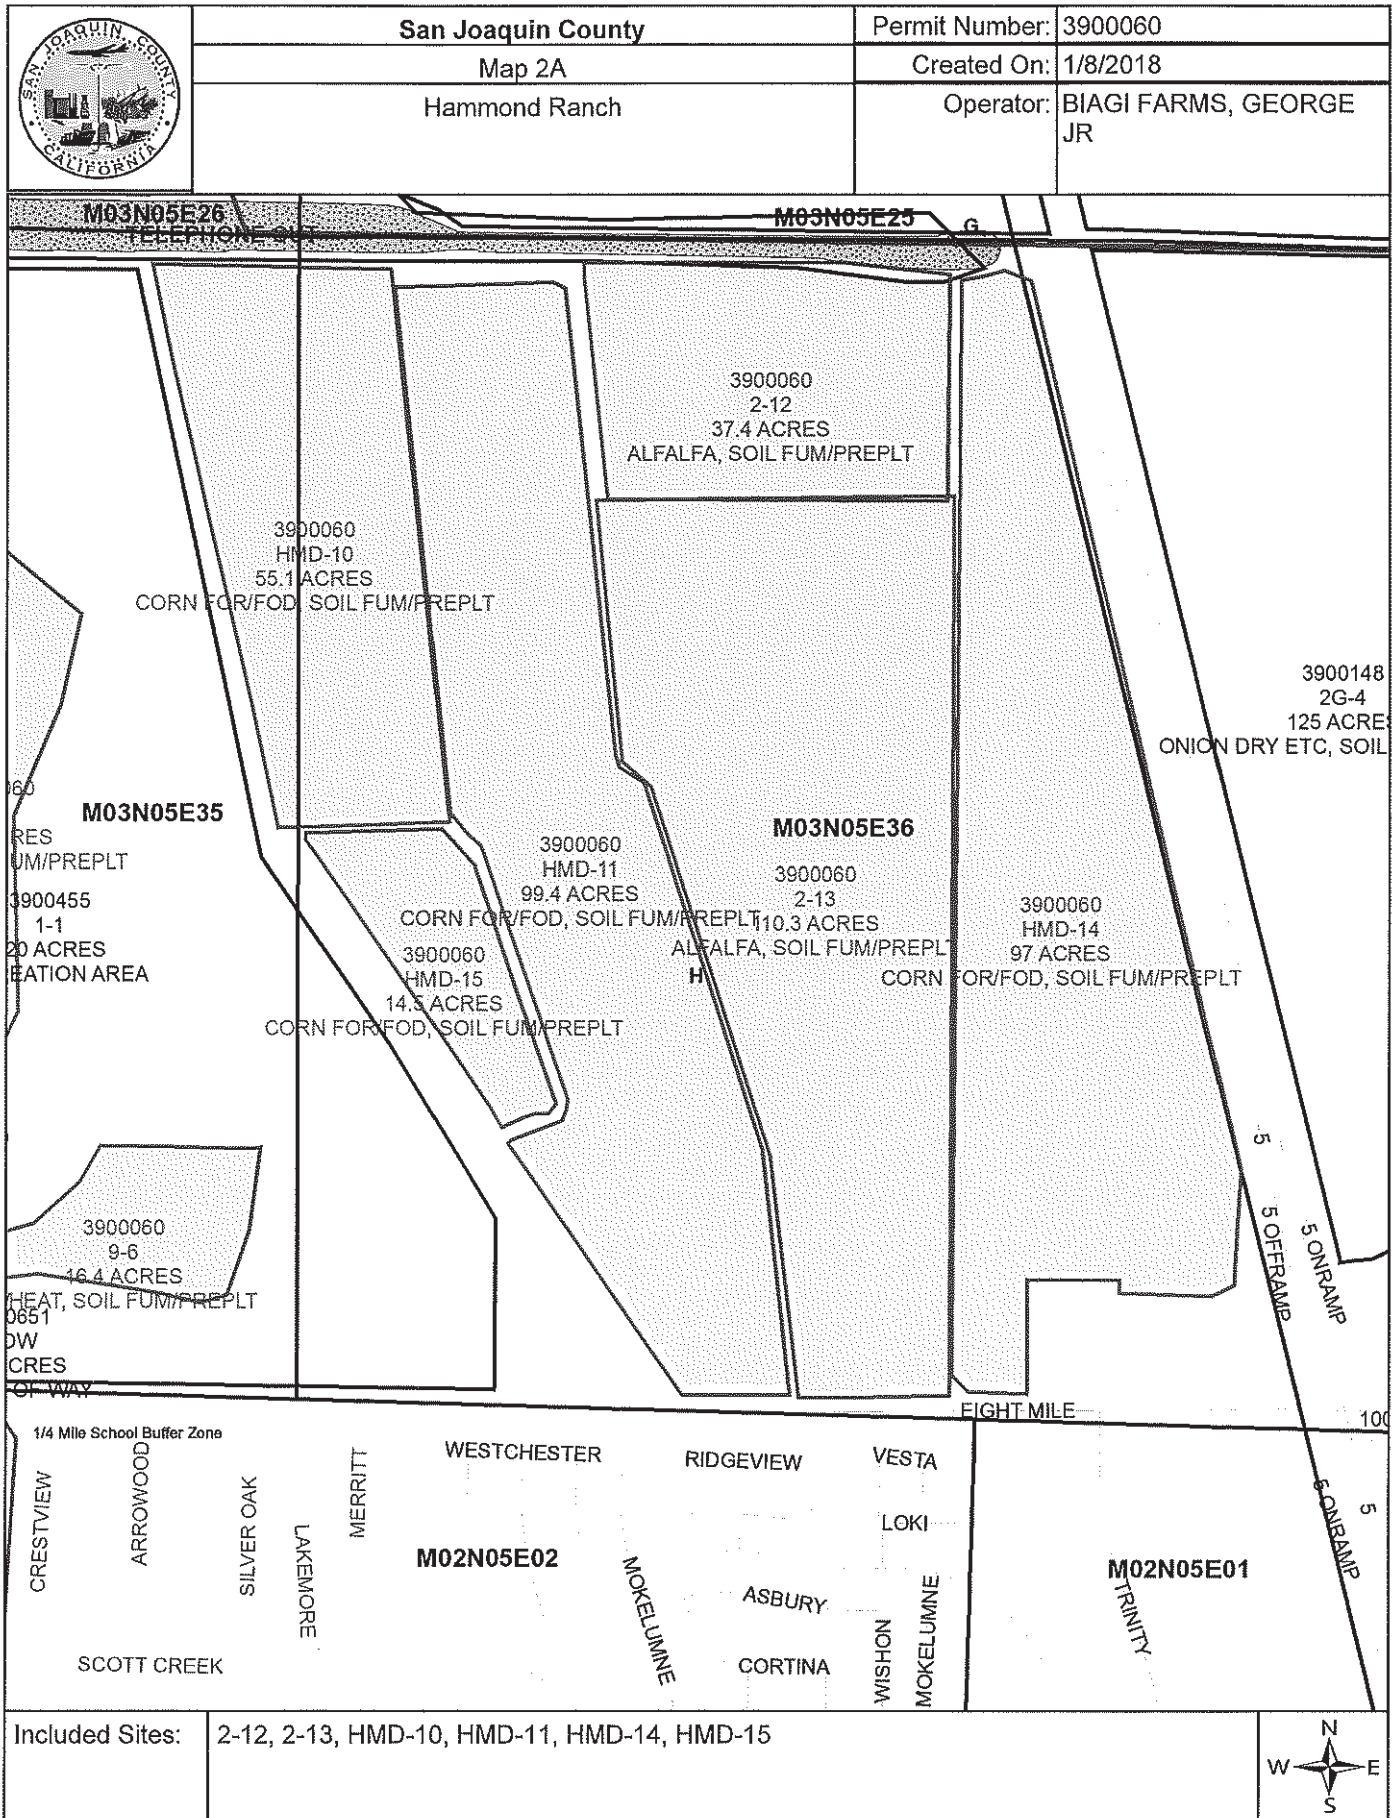 SAN JOAQUIN COUNTY
CALIFORNIA
San Joaquin County
Map 2A
Hammond Ranch
Permit Number: 3900060
Created On: 1/8/2018
Operator: BIAGI FARMS, GEORGE
JR
M03N05E26
M03N05E25
G
TELEPHONE CUT
3900060
2-12
37.4 ACRES
ALFALFA, SOIL FUM/PREPLT
3900060
HMD-10
55.1 ACRES
CORN FOR/FOD, SOIL FUM/PREPLT
3900148
2G-4
125 ACRES
ONION DRY ETC, SOIL
060
RES
UM/PREPLT
M03N05E35
3900455
1-1
20 ACRES
EATION AREA
3900060
HMD-11
99.4 ACRES
CORN FOR/FOD, SOIL FUM/PREPLT
M03N05E36
3900060
2-13
110.3 ACRES
ALFALFA, SOIL FUM/PREPLT
H
3900060
HMD-14
97 ACRES
CORN FOR/FOD, SOIL FUM/PREPLT
3900060
HMD-15
14.5 ACRES
CORN FOR/FOD, SOIL FUM/PREPLT
5
5 OFFRAMP
5 ONRAMP
3900060
9-6
16.4 ACRES
HEAT, SOIL FUM/PREPLT
0651
OW
CRES
OF WAY
EIGHT MILE
100
1/4 Mile School Buffer Zone
CRESTVIEW
ARROWOOD
SILVER OAK
LAKEMORE
MERRITT
WESTCHESTER
RIDGEVIEW
VESTA
LOKI
5 ONRAMP
5
M02N05E02
MOKELUMNE
ASBURY
WISHON
MOKELUMNE
M02N05E01
TRINITY
SCOTT CREEK
CORTINA
Included Sites: 2-12, 2-13, HMD-10, HMD-11, HMD-14, HMD-15
N
W E
S